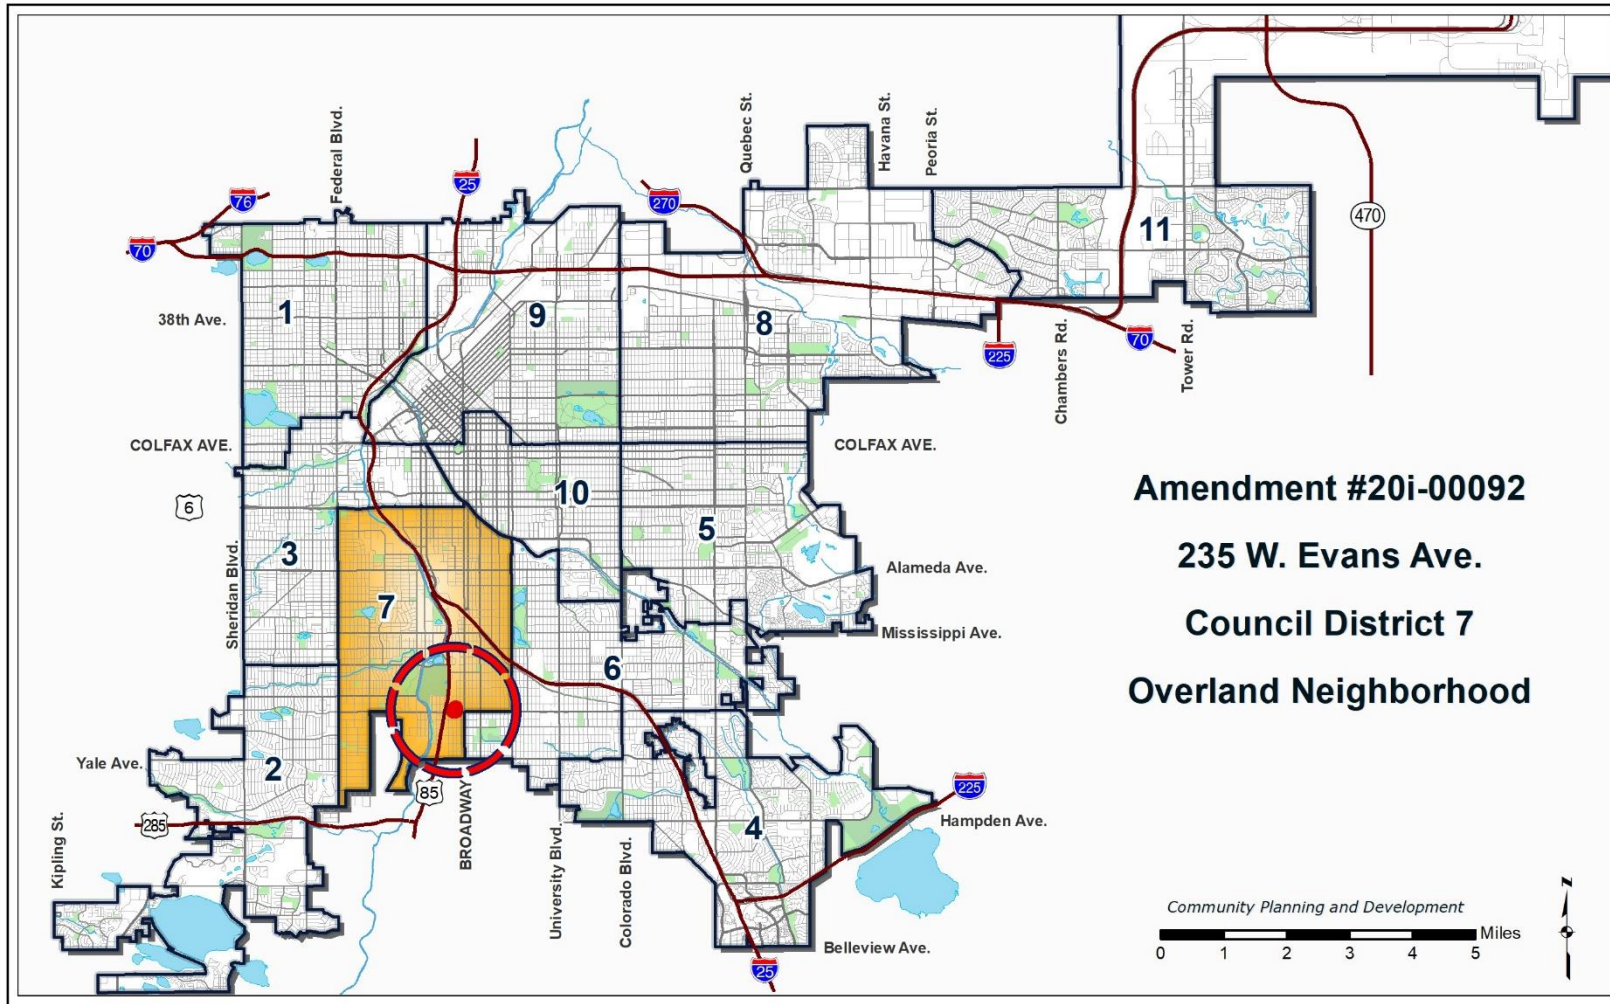 Federal Blvd.
Quebec St.
Havana St.
Peoria St.
76
25
270
470
70
11
1
9
8
38th Ave.
225
70
Chambers Rd.
Tower Rd.
COLFAX AVE.
COLFAX AVE.
6
10
5
3
Sheridan Blvd.
7
Alameda Ave.
Mississippi Ave.
6
Amendment #20i-00092
235 W. Evans Ave.
Council District 7
Overland Neighborhood
Yale Ave.
2
85
285
BROADWAY
225
Hampden Ave.
4
Kipling St.
University Blvd.
Colorado Blvd.
Belleview Ave.
25
Community Planning and Development
Miles
0 1 2 3 4 5
N